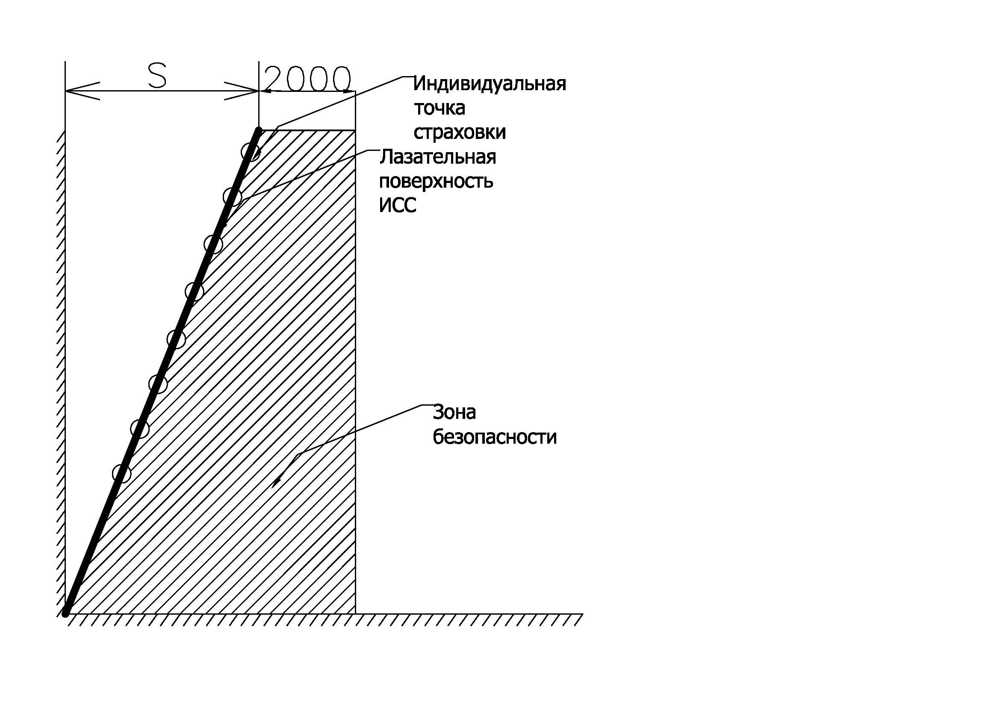 S
2000
Индивидуальная
точка
страховки
Лазательная
поверхность
ИСС
Зона
безопасности